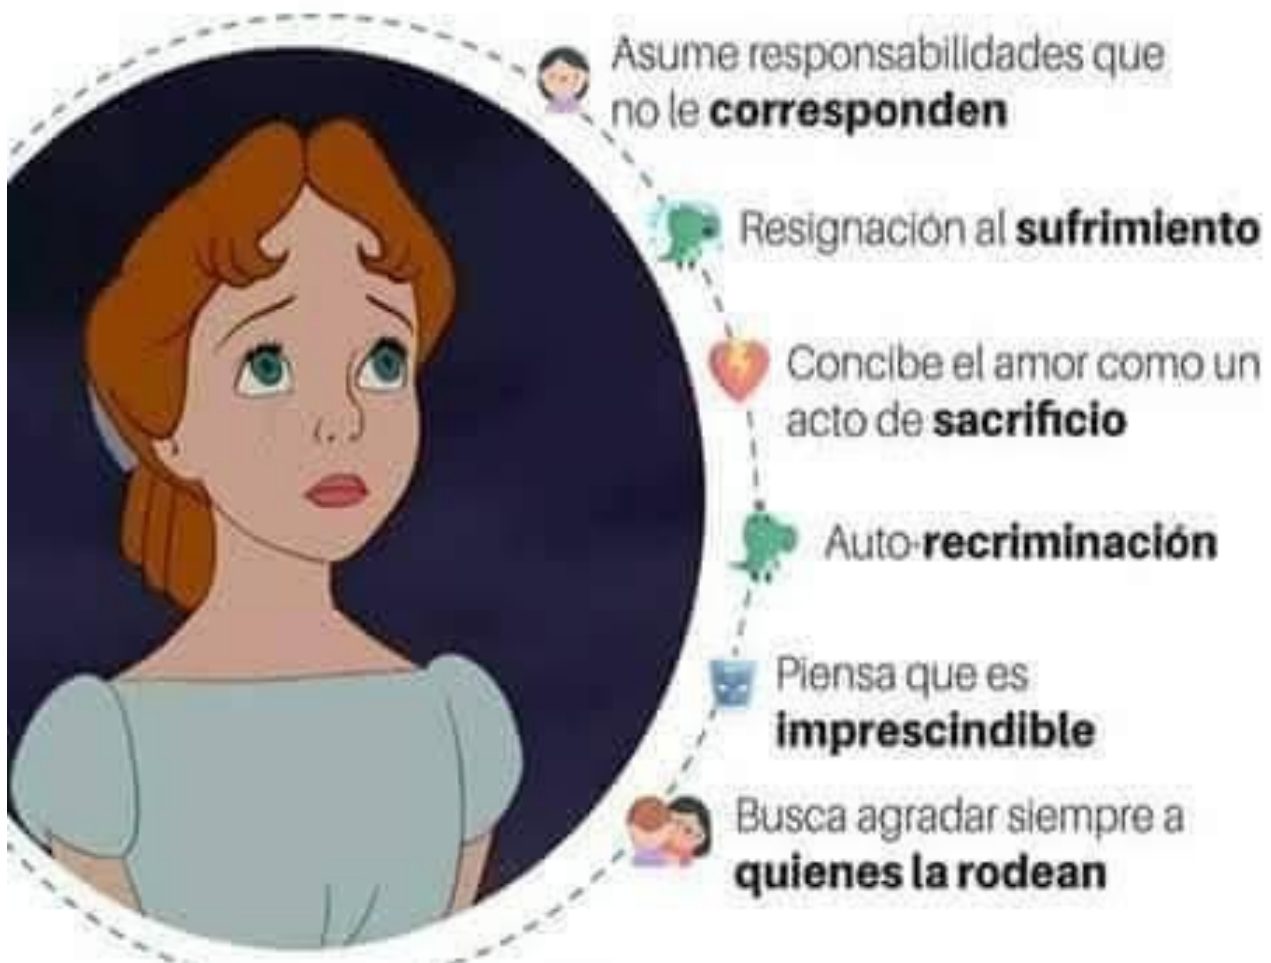 Asume responsabilidades que
no le corresponden
Resignación al sufrimiento
Concibe el amor como un
acto de sacrificio
Auto-recriminación
Piensa que es
imprescindible
Busca agradar siempre a
quienes la rodean